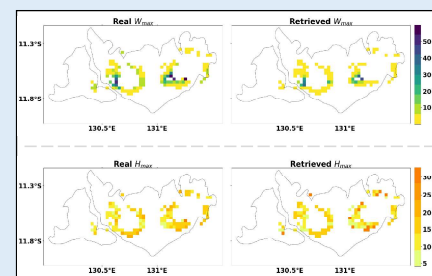 Real Wmax
Retrieved Wmax
11.3°S
11.8°S
50
40
30
20
10
130.5°E
131°E
130.5°E
131°E
Real Hmax
Retrieved Hmax
11.3°S
11.8°S
30
25
20
15
10
5
130.5°E
131°E
130.5°E
131°E